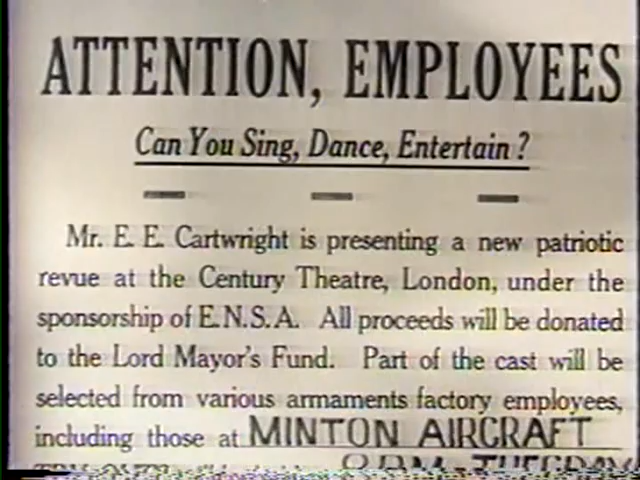 ATTENTION, EMPLOYEES
Can You Sing, Dance, Entertain?
Mr. E. E. Cartwright is presenting a new patriotic
revue at the Century Theatre, London, under the
sponsorship of E.N.S.A. All proceeds will be donated
to the Lord Mayor's Fund. Part of the cast will be
selected from various armaments factory employees,
including those at MINTON AIRCRAFT